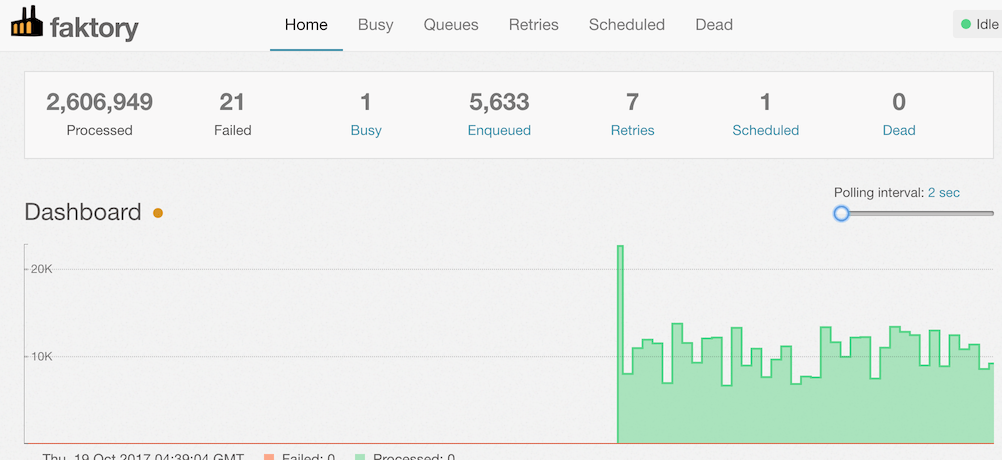 faktory
Home Busy Queues Retries Scheduled Dead
Idle
2,606,949 21 1 5,633 7 1 0
Processed Failed Busy Enqueued Retries Scheduled Dead
Polling interval: 2 sec
Dashboard
20K
10K
Thu, 19 Oct 2017 04:39:04 GMT Failed: 0 Processed: 0